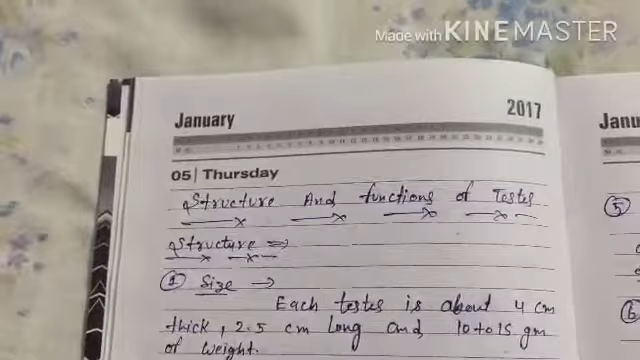 Made with KINEMASTER
January 2017
05 | Thursday
Structure And functions of Testes
Structure ⇒
① Size →
Each testes is about 4 cm
thick, 2.5 cm long and 10 to 15 gm
of weight.
Janu
⑤
⑥